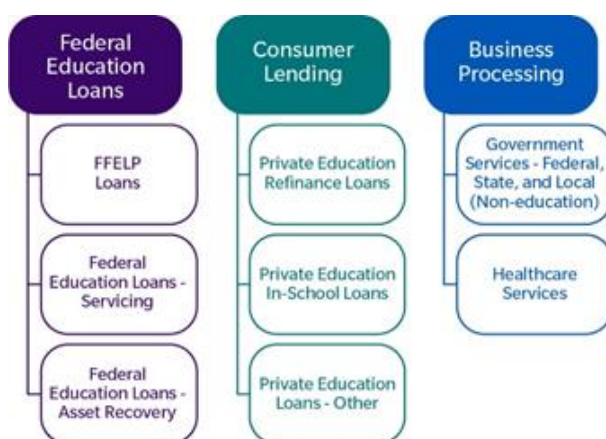 Federal
Education
Loans
FFELP
Loans
Federal
Education Loans -
Servicing
Federal
Education Loans -
Asset Recovery
Consumer
Lending
Private Education
Refinance Loans
Private Education
In-School Loans
Private Education
Loans - Other
Business
Processing
Government
Services - Federal,
State, and Local
(Non-education)
Healthcare
Services